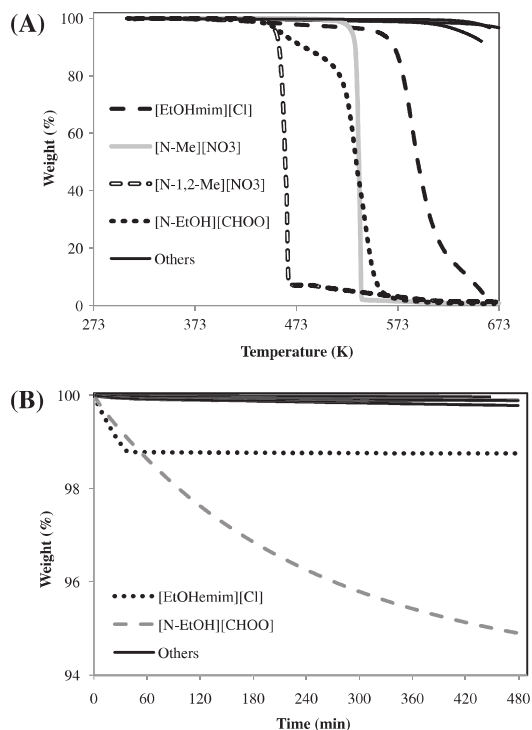 (A)
100
80
60
40
20
0
Weight (%)
[EtOHmim][Cl]
[N-Me][NO3]
[N-1,2-Me][NO3]
[N-EtOH][CHOO]
Others
273
373
473
573
673
Temperature (K)
(B)
100
98
96
94
Weight (%)
[EtOHemim][Cl]
[N-EtOH][CHOO]
Others
0
60
120
180
240
300
360
420
480
Time (min)